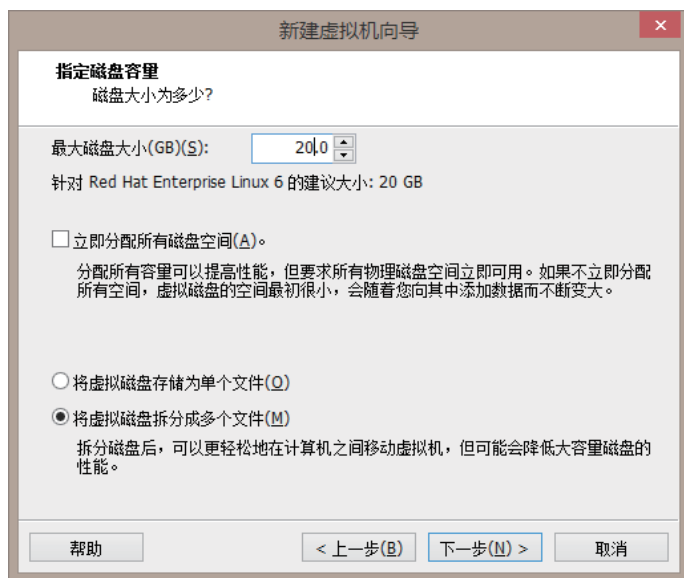 新建虚拟机向导
指定磁盘容量
磁盘大小为多少?
最大磁盘大小(GB)(S): 20.0
针对 Red Hat Enterprise Linux 6 的建议大小: 20 GB
立即分配所有磁盘空间(A)。
分配所有容量可以提高性能，但要求所有物理磁盘空间立即可用。如果不立即分配
所有空间，虚拟磁盘的空间最初很小，会随着您向其中添加数据而不断变大。
将虚拟磁盘存储为单个文件(O)
将虚拟磁盘拆分成多个文件(M)
拆分磁盘后，可以更轻松地在计算机之间移动虚拟机，但可能会降低大容量磁盘的
性能。
帮助 < 上一步(B) 下一步(N) > 取消